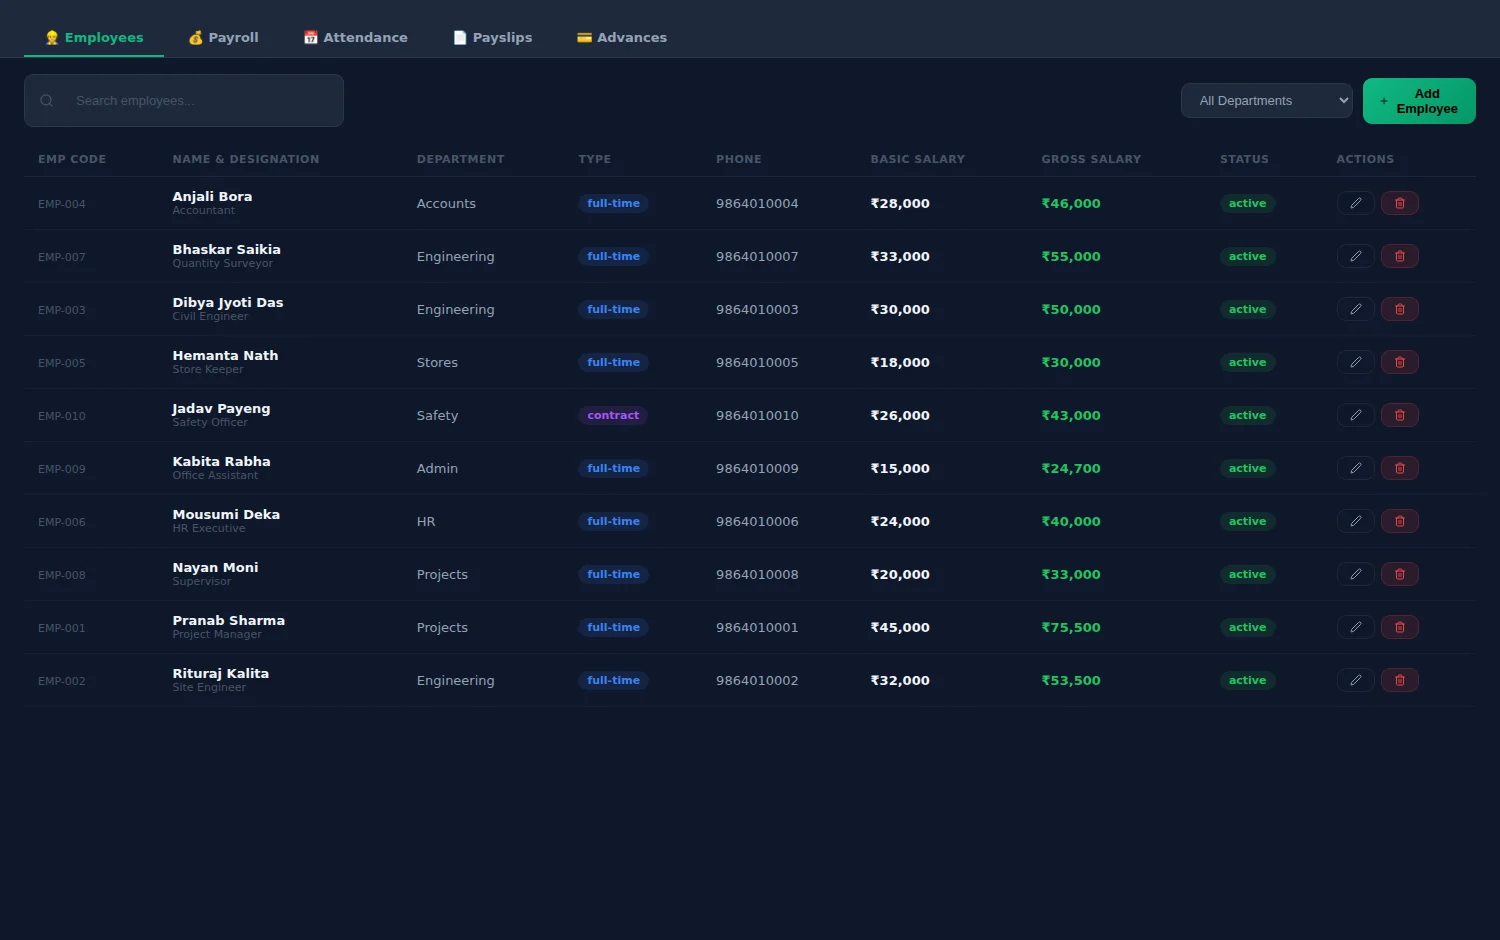 👷 Employees 💰 Payroll 📅 Attendance 📄 Payslips 💳 Advances
Search employees... All Departments + Add Employee
EMP CODE NAME & DESIGNATION DEPARTMENT TYPE PHONE BASIC SALARY GROSS SALARY STATUS ACTIONS
EMP-004 Anjali Bora Accounts full-time 9864010004 ₹28,000 ₹46,000 active
Accountant
EMP-007 Bhaskar Saikia Engineering full-time 9864010007 ₹33,000 ₹55,000 active
Quantity Surveyor
EMP-003 Dibya Jyoti Das Engineering full-time 9864010003 ₹30,000 ₹50,000 active
Civil Engineer
EMP-005 Hemanta Nath Stores full-time 9864010005 ₹18,000 ₹30,000 active
Store Keeper
EMP-010 Jadav Payeng Safety contract 9864010010 ₹26,000 ₹43,000 active
Safety Officer
EMP-009 Kabita Rabha Admin full-time 9864010009 ₹15,000 ₹24,700 active
Office Assistant
EMP-006 Mousumi Deka HR full-time 9864010006 ₹24,000 ₹40,000 active
HR Executive
EMP-008 Nayan Moni Projects full-time 9864010008 ₹20,000 ₹33,000 active
Supervisor
EMP-001 Pranab Sharma Projects full-time 9864010001 ₹45,000 ₹75,500 active
Project Manager
EMP-002 Rituraj Kalita Engineering full-time 9864010002 ₹32,000 ₹53,500 active
Site Engineer